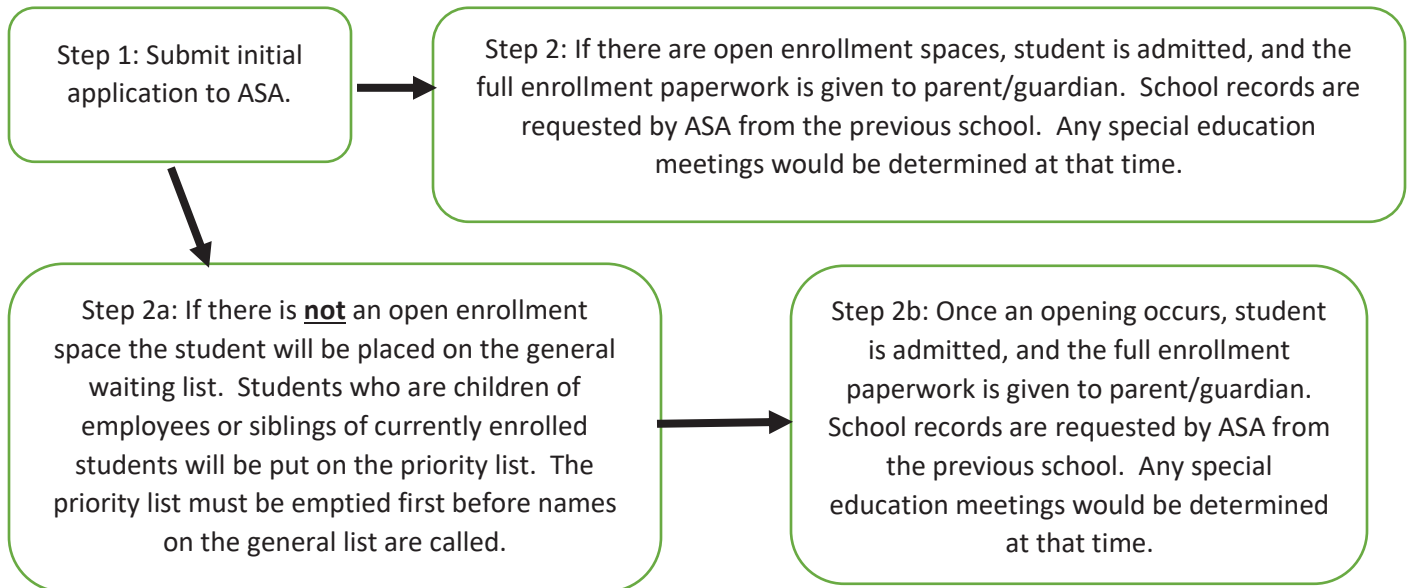 Step 1: Submit initial
application to ASA.
Step 2: If there are open enrollment spaces, student is admitted, and the
full enrollment paperwork is given to parent/guardian.  School records are
requested by ASA from the previous school.  Any special education
meetings would be determined at that time.
Step 2a: If there is not an open enrollment
space the student will be placed on the general
waiting list.  Students who are children of
employees or siblings of currently enrolled
students will be put on the priority list.  The
priority list must be emptied first before names
on the general list are called.
Step 2b: Once an opening occurs, student
is admitted, and the full enrollment
paperwork is given to parent/guardian.
School records are requested by ASA from
the previous school.  Any special
education meetings would be determined
at that time.